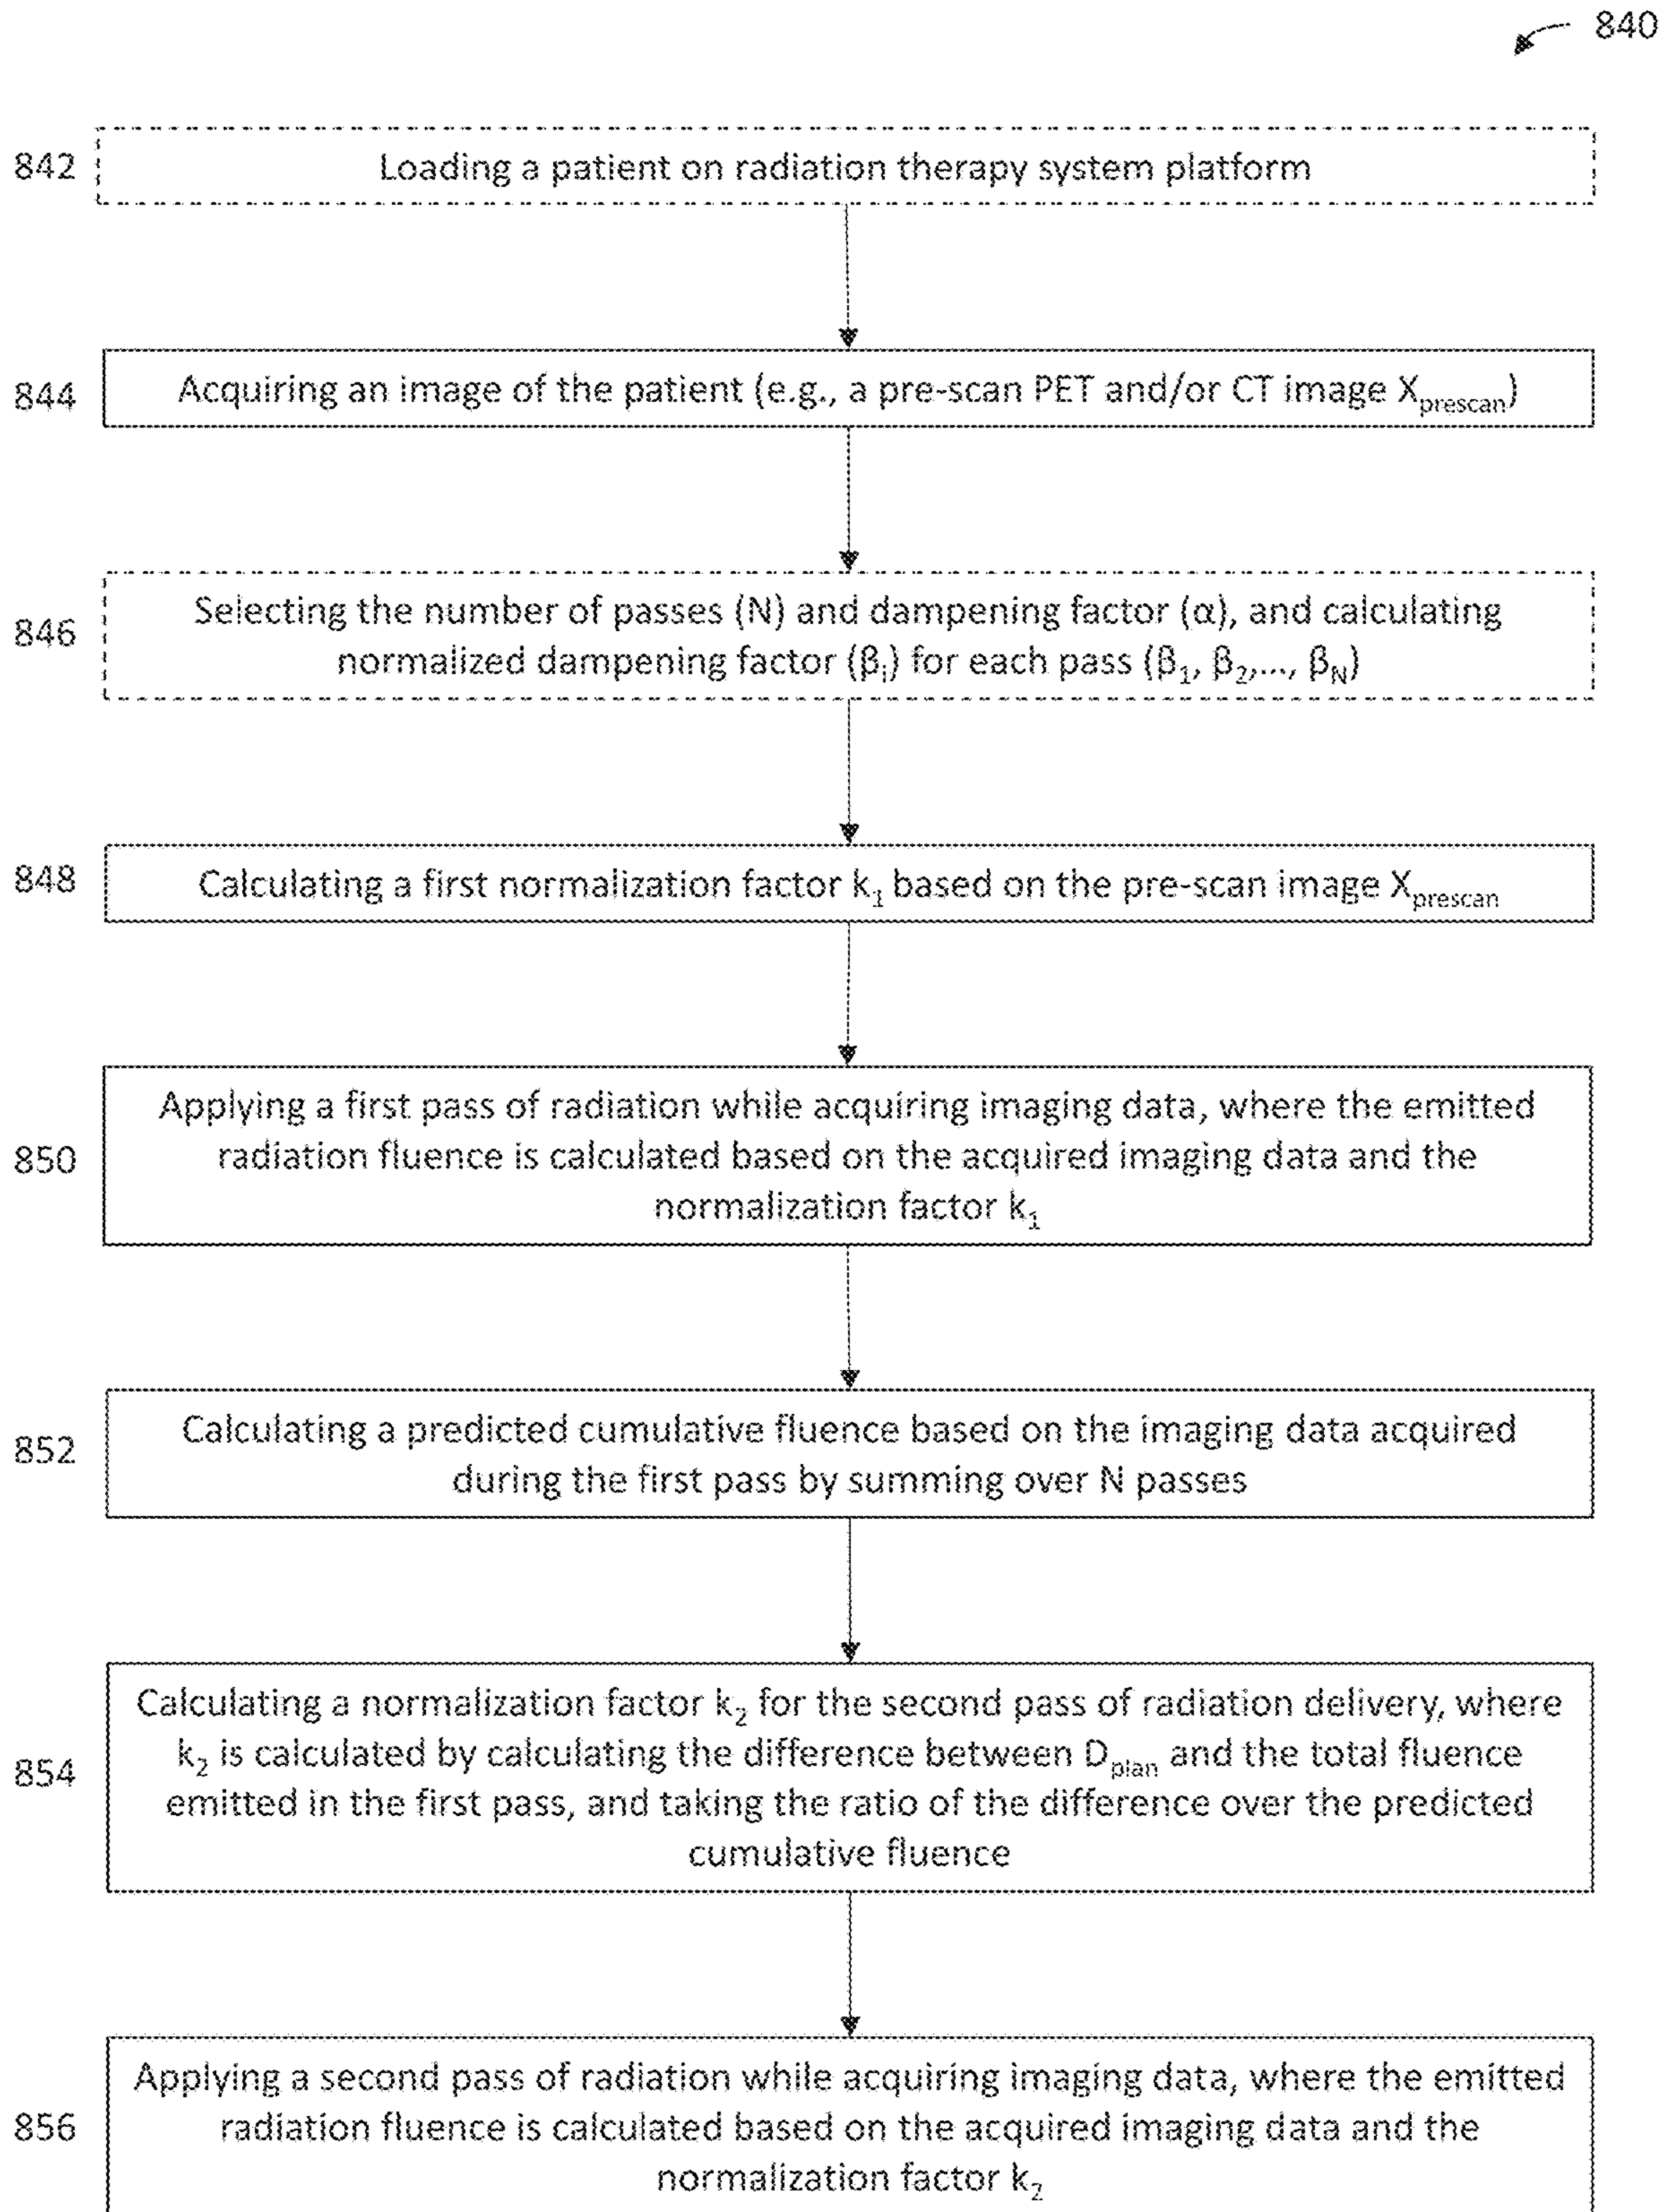 840
842
Loading a patient on radiation therapy system platform
844
Acquiring an image of the patient (e.g., a pre-scan PET and/or CT image Xprescan)
846
Selecting the number of passes (N) and dampening factor (α), and calculating
normalized dampening factor (βi) for each pass (β1, β2,..., βN)
848
Calculating a first normalization factor k1 based on the pre-scan image Xprescan
850
Applying a first pass of radiation while acquiring imaging data, where the emitted
radiation fluence is calculated based on the acquired imaging data and the
normalization factor k1
852
Calculating a predicted cumulative fluence based on the imaging data acquired
during the first pass by summing over N passes
854
Calculating a normalization factor k2 for the second pass of radiation delivery, where
k2 is calculated by calculating the difference between Dplan and the total fluence
emitted in the first pass, and taking the ratio of the difference over the predicted
cumulative fluence
856
Applying a second pass of radiation while acquiring imaging data, where the emitted
radiation fluence is calculated based on the acquired imaging data and the
normalization factor k2